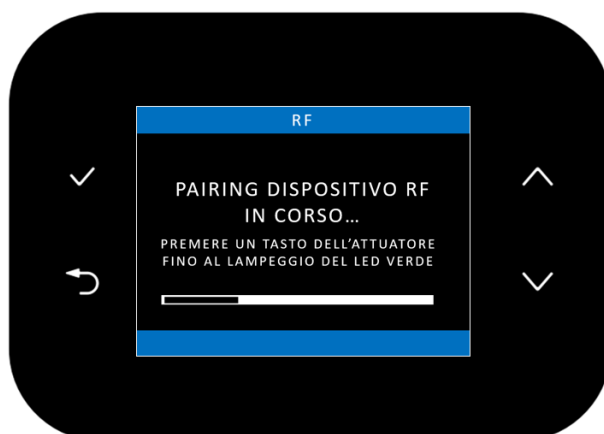 RF
PAIRING DISPOSITIVO RF
IN CORSO...
PREMERE UN TASTO DELL'ATTUATORE
FINO AL LAMPEGGIO DEL LED VERDE